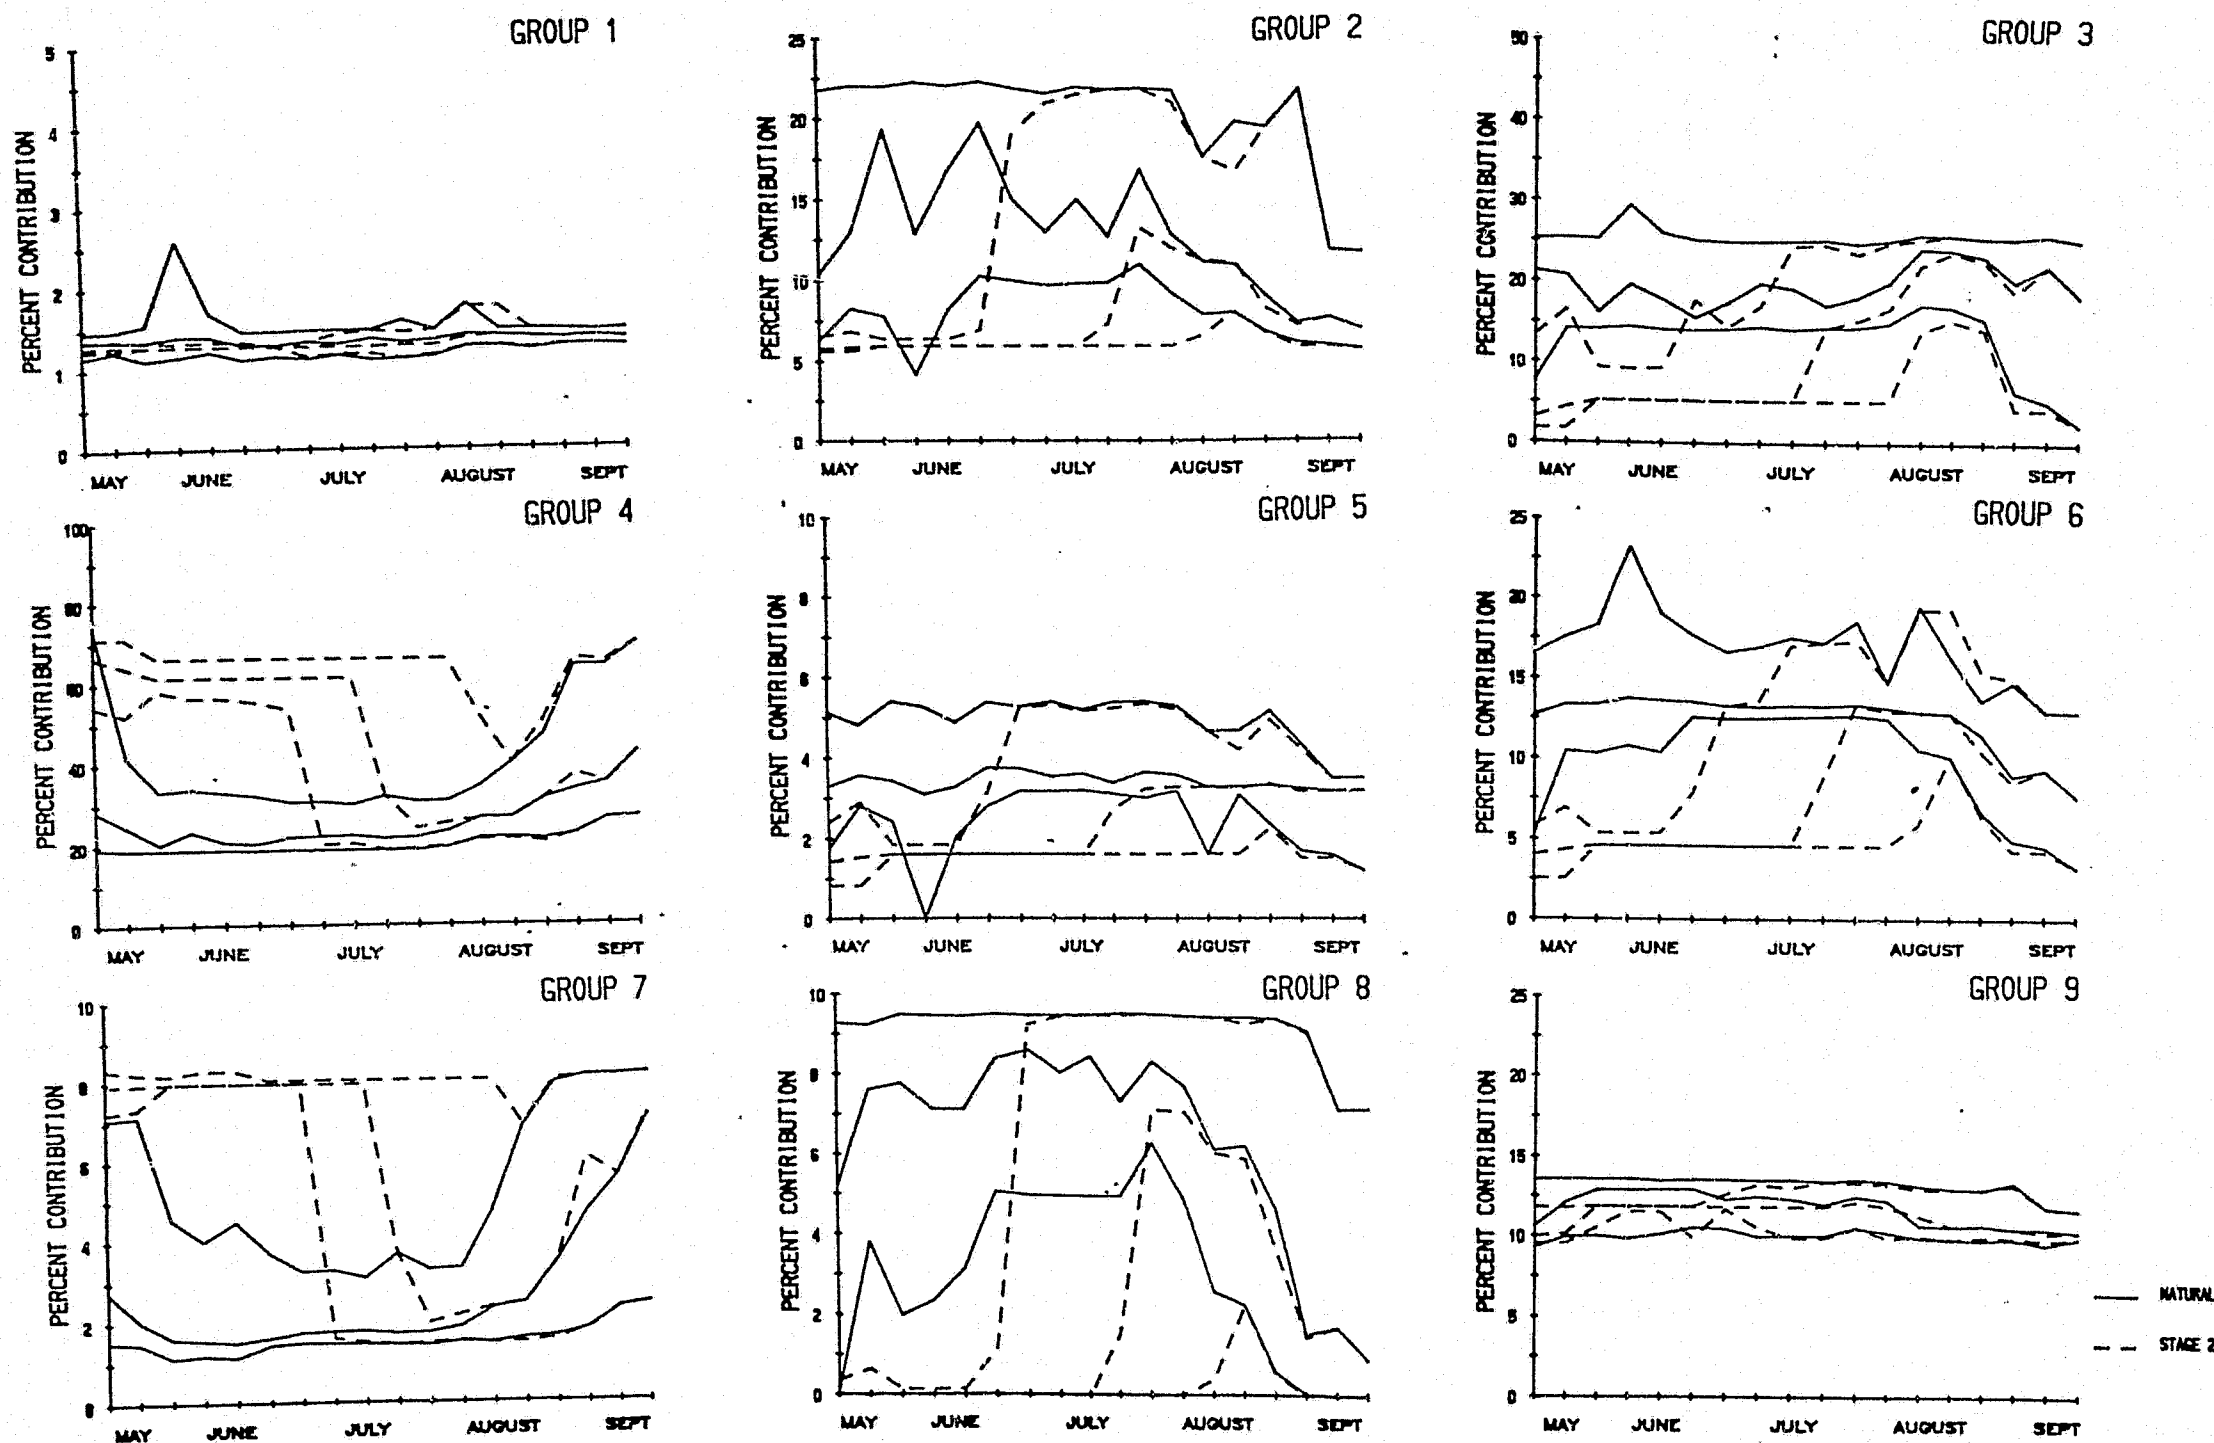 GROUP 1
PERCENT CONTRIBUTION
5
4
3
2
1
0
MAY JUNE JULY AUGUST SEPT
GROUP 2
PERCENT CONTRIBUTION
25
20
15
10
5
0
MAY JUNE JULY AUGUST SEPT
GROUP 3
PERCENT CONTRIBUTION
50
40
30
20
10
0
MAY JUNE JULY AUGUST SEPT
GROUP 4
PERCENT CONTRIBUTION
100
80
60
40
20
0
MAY JUNE JULY AUGUST SEPT
GROUP 5
PERCENT CONTRIBUTION
10
8
6
4
2
0
MAY JUNE JULY AUGUST SEPT
GROUP 6
PERCENT CONTRIBUTION
25
20
15
10
5
0
MAY JUNE JULY AUGUST SEPT
GROUP 7
PERCENT CONTRIBUTION
10
8
6
4
2
0
MAY JUNE JULY AUGUST SEPT
GROUP 8
PERCENT CONTRIBUTION
10
8
6
4
2
0
MAY JUNE JULY AUGUST SEPT
GROUP 9
PERCENT CONTRIBUTION
25
20
15
10
5
0
MAY JUNE JULY AUGUST SEPT
NATURAL
STAGE 2